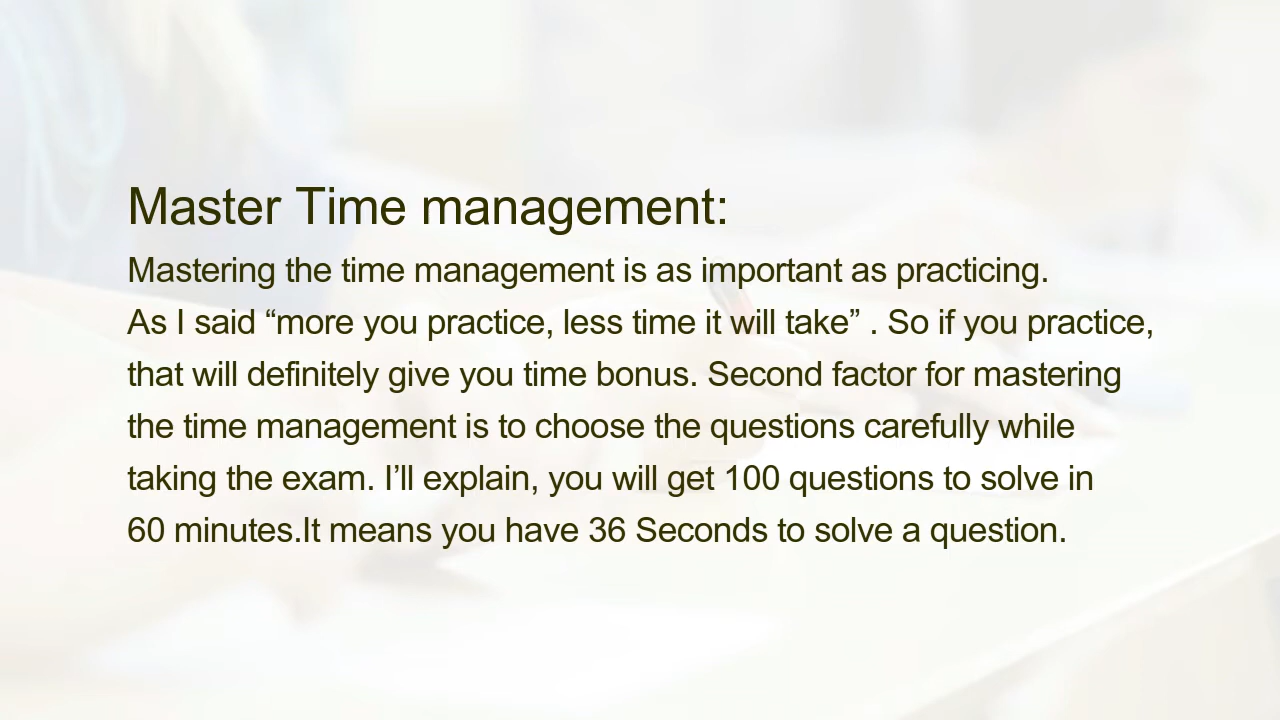 Master Time management:
Mastering the time management is as important as practicing.
As I said “more you practice, less time it will take” . So if you practice,
that will definitely give you time bonus. Second factor for mastering
the time management is to choose the questions carefully while
taking the exam. I’ll explain, you will get 100 questions to solve in
60 minutes.It means you have 36 Seconds to solve a question.